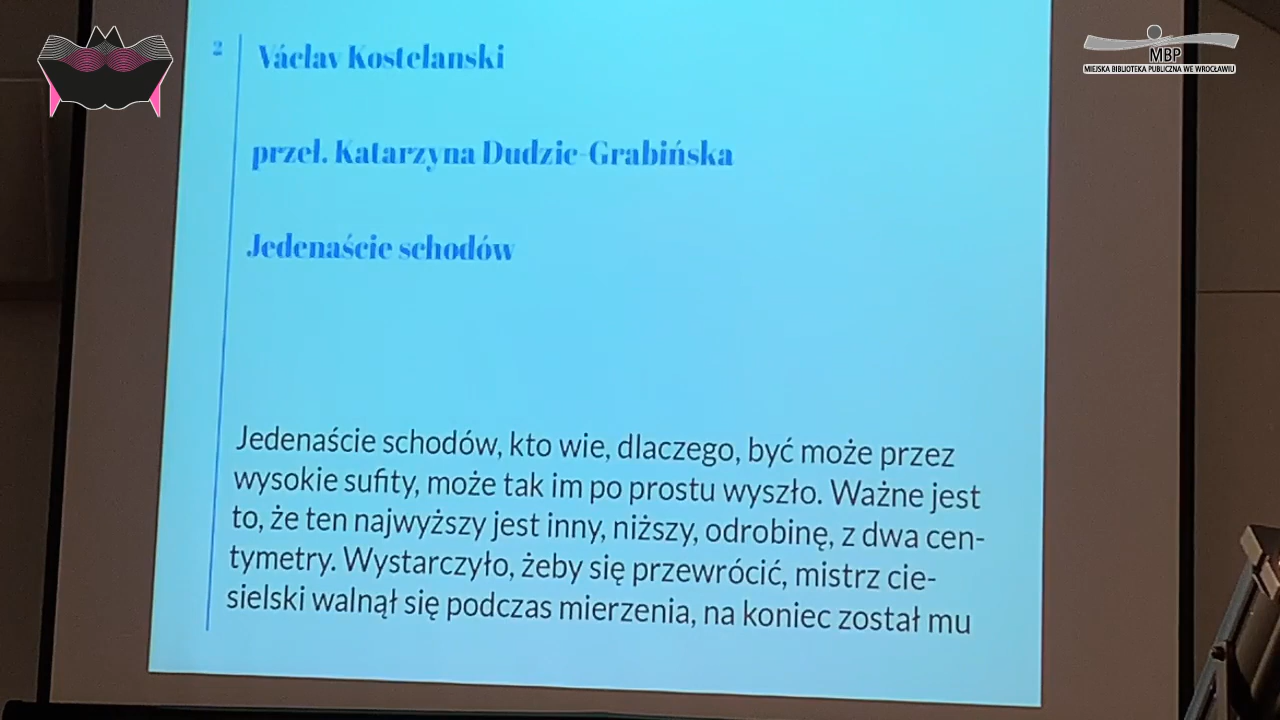 MBP
MIEJSKA BIBLIOTEKA PUBLICZNA WE WROCŁAWIU
2
Václav Kostelanski
przeł. Katarzyna Dudzic-Grabińska
Jedenaście schodów
Jedenaście schodów, kto wie, dlaczego, być może przez
wysokie sufity, może tak im po prostu wyszło. Ważne jest
to, że ten najwyższy jest inny, niższy, odrobinę, z dwa cen-
tymetry. Wystarczyło, żeby się przewrócić, mistrz cie-
sielski walnął się podczas mierzenia, na koniec został mu